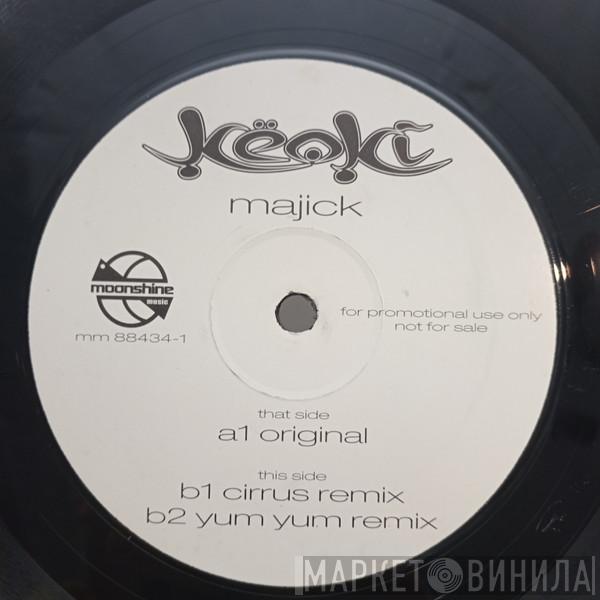 Këoki
majick
moonshine
music
mm 88434-1
for promotional use only
not for sale
that side
a1 original
this side
b1 cirrus remix
b2 yum yum remix
МАРКЕТ ВИНИЛА